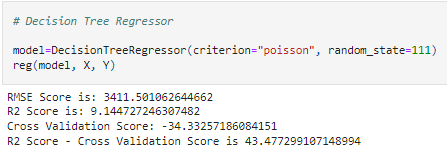 # Decision Tree Regressor
model=DecisionTreeRegressor(criterion="poisson", random_state=111)
reg(model, X, Y)
RMSE Score is: 3411.501062644662
R2 Score is: 9.144727246307482
Cross Validation Score: -34.33257186084151
R2 Score - Cross Validation Score is 43.477299107148994